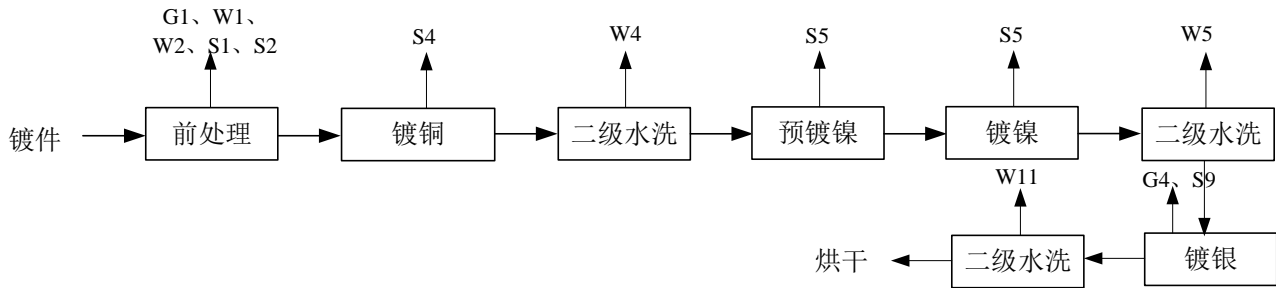 G1、W1、
W2、S1、S2
S4
W4
S5
S5
W5
镀件
前处理
镀铜
二级水洗
预镀镍
镀镍
二级水洗
W11
G4、S9
烘干
二级水洗
镀银